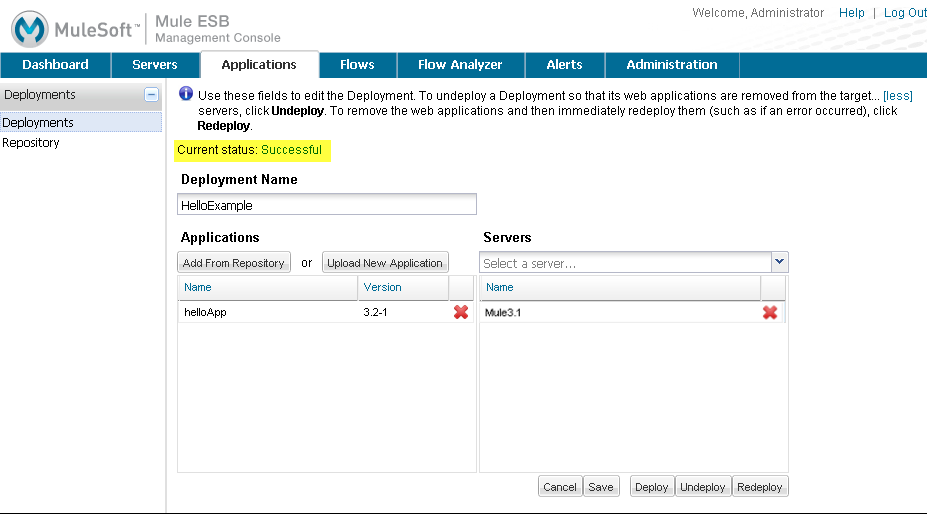 Welcome, Administrator Help | Log Out
MuleSoft™ Mule ESB
Management Console
Dashboard Servers Applications Flows Flow Analyzer Alerts Administration
Deployments
Deployments
Repository
Use these fields to edit the Deployment. To undeploy a Deployment so that its web applications are removed from the target... [less]
servers, click Undeploy. To remove the web applications and then immediately redeploy them (such as if an error occurred), click
Redeploy.
Current status: Successful
Deployment Name
HelloExample
Applications Servers
Add From Repository or Upload New Application Select a server...
Name Version Name
helloApp 3.2-1 Mule3.1
Cancel Save Deploy Undeploy Redeploy